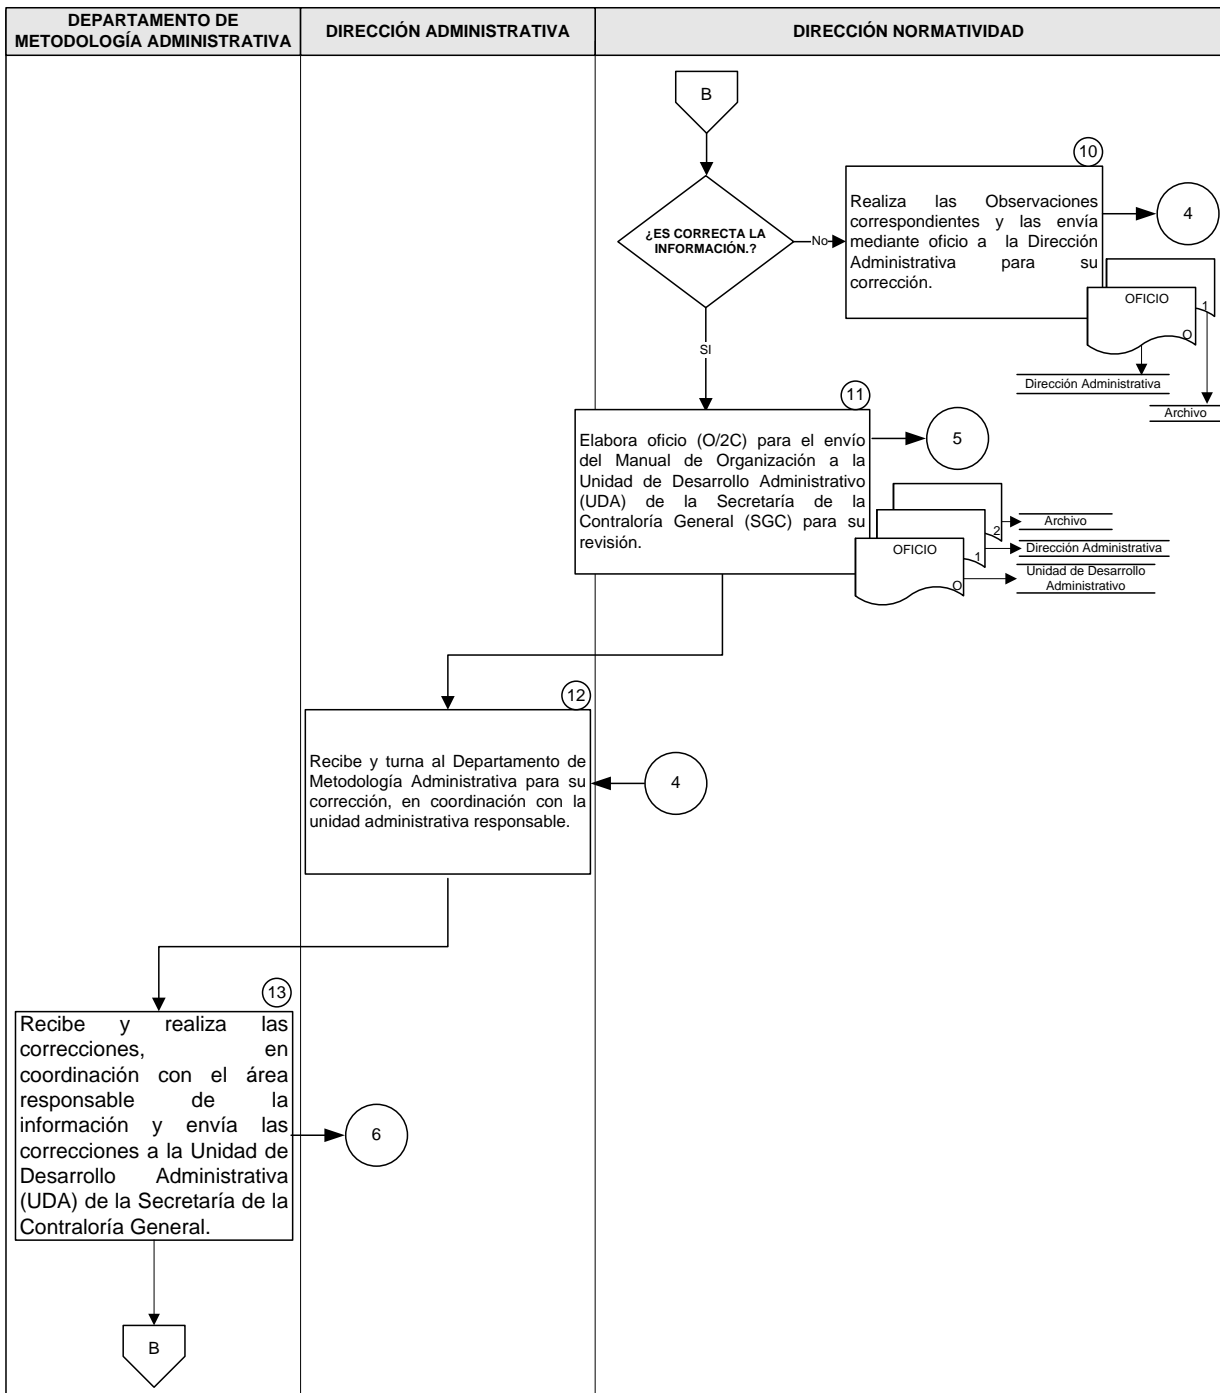 DEPARTAMENTO DE
METODOLOGÍA ADMINISTRATIVA
DIRECCIÓN ADMINISTRATIVA
DIRECCIÓN NORMATIVIDAD
B
¿ES CORRECTA LA
INFORMACIÓN.?
No
SI
10
Realiza las Observaciones
correspondientes y las envía
mediante oficio a la Dirección
Administrativa para su
corrección.
4
OFICIO
1
O
Dirección Administrativa
Archivo
11
Elabora oficio (O/2C) para el envío
del Manual de Organización a la
Unidad de Desarrollo Administrativo
(UDA) de la Secretaría de la
Contraloría General (SGC) para su
revisión.
5
OFICIO
2
1
O
Archivo
Dirección Administrativa
Unidad de Desarrollo
Administrativo
12
Recibe y turna al Departamento de
Metodología Administrativa para su
corrección, en coordinación con la
unidad administrativa responsable.
4
13
Recibe y realiza las
correcciones, en
coordinación con el área
responsable de la
información y envía las
correcciones a la Unidad de
Desarrollo Administrativa
(UDA) de la Secretaría de la
Contraloría General.
6
B